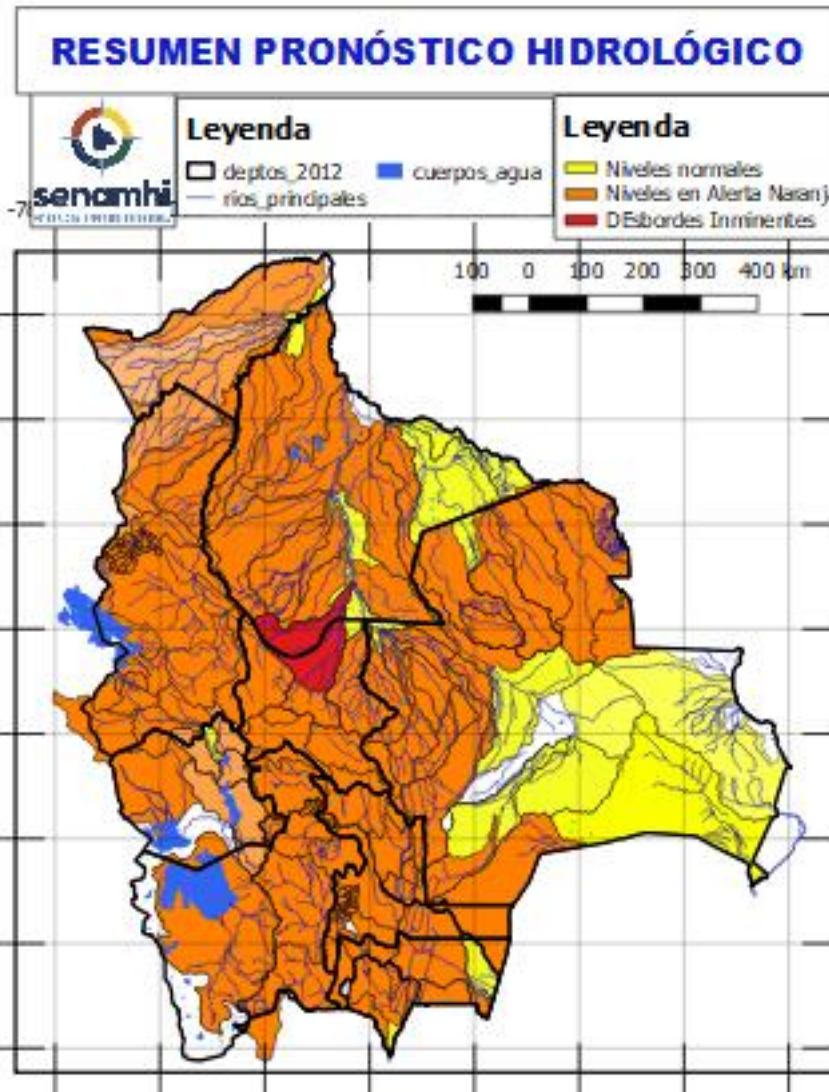 RESUMEN PRONÓSTICO HIDROLÓGICO
senamhi
Leyenda
deptos_2012
cuerpos_agua
rios_principales
Leyenda
Niveles normales
Niveles en Alerta Naranj
DEsbordes Inminentes
100 0 100 200 300 400 km